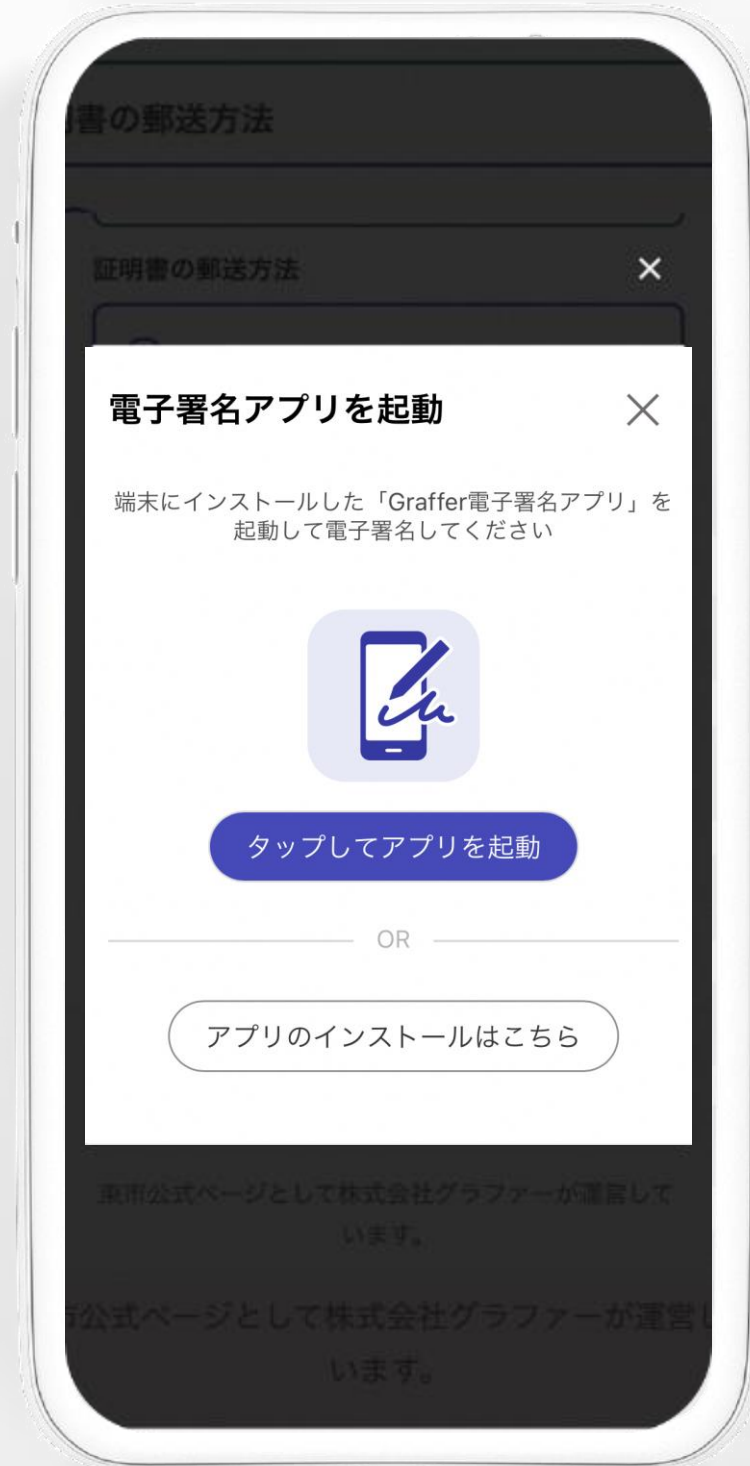 書の郵送方法
証明書の郵送方法
電子署名アプリを起動
端末にインストールした「Graffer電子署名アプリ」を
起動して電子署名してください
タップしてアプリを起動
OR
アプリのインストールはこちら
東市公式ページとして株式会社グラファーが運営して
います。
市公式ページとして株式会社グラファーが運営し
います。